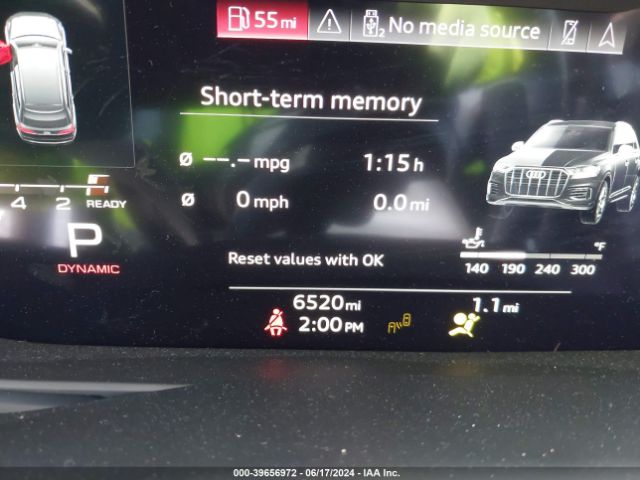 55 mi 2 No media source
Short-term memory
Ø --.- mpg 1:15 h
Ø 0 mph 0.0 mi
4 2 READY
P
DYNAMIC
Reset values with OK
°F
140 190 240 300
6520 mi 1.1 mi
2:00 PM
000-39656972 - 06/17/2024 - IAA Inc.